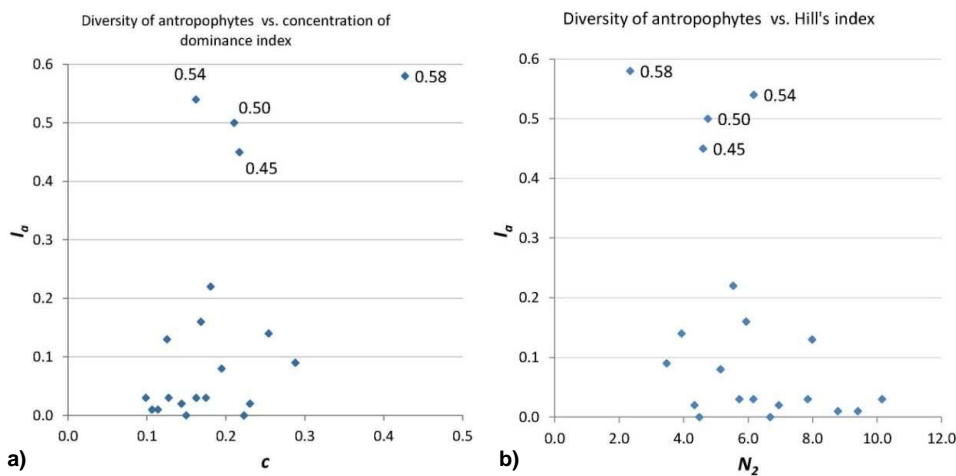 Diversity of antropophytes vs. concentration of
dominance index
0.6
0.5
0.4
0.3
0.2
0.1
0.0
I_a
0.54
0.58
0.50
0.45
0.0 0.1 0.2 0.3 0.4 0.5
c
a)
Diversity of antropophytes vs. Hill's index
0.6
0.5
0.4
0.3
0.2
0.1
0.0
I_a
0.58
0.54
0.50
0.45
0.0 2.0 4.0 6.0 8.0 10.0 12.0
N_2
b)